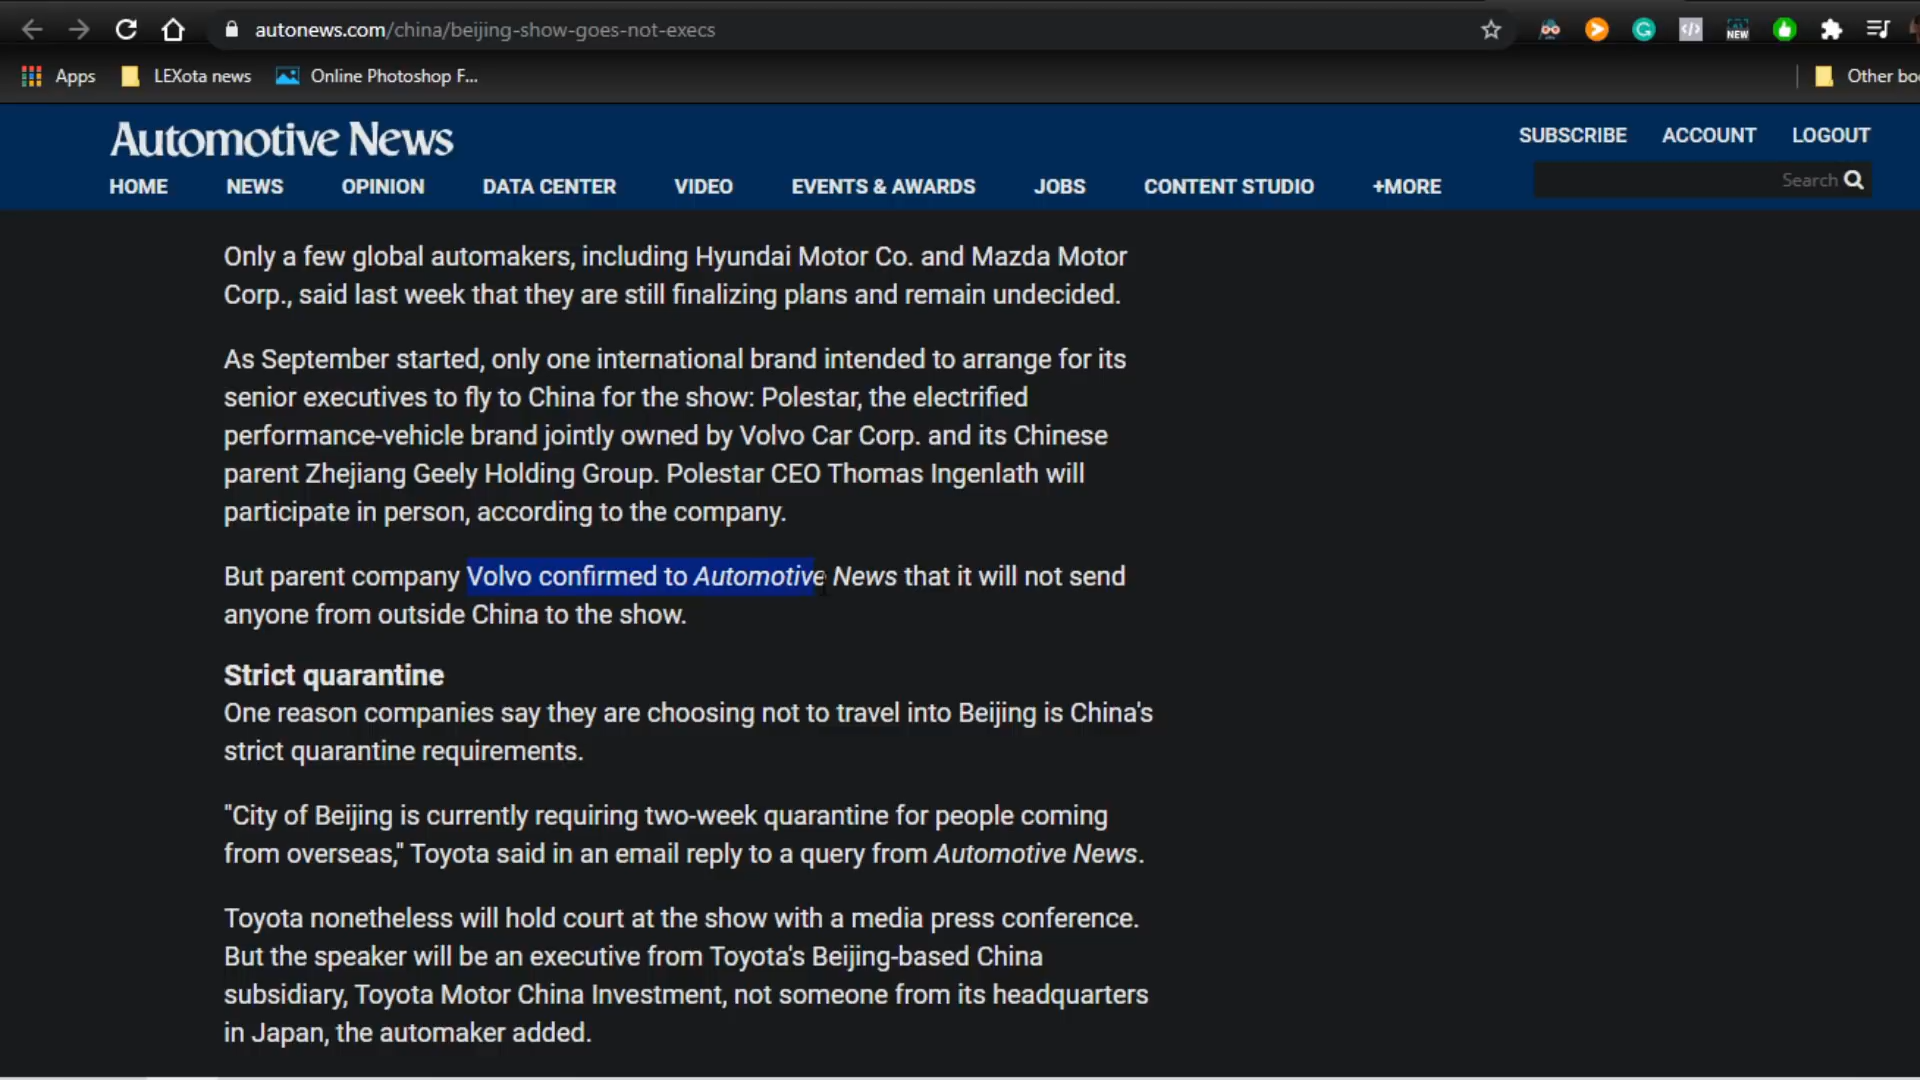 autonews.com/china/beijing-show-goes-not-execs
NEW
Apps
LEXota news
Online Photoshop F...
Other boo
Automotive News
SUBSCRIBE
ACCOUNT
LOGOUT
HOME
NEWS
OPINION
DATA CENTER
VIDEO
EVENTS & AWARDS
JOBS
CONTENT STUDIO
+MORE
Search
Only a few global automakers, including Hyundai Motor Co. and Mazda Motor
Corp., said last week that they are still finalizing plans and remain undecided.
As September started, only one international brand intended to arrange for its
senior executives to fly to China for the show: Polestar, the electrified
performance-vehicle brand jointly owned by Volvo Car Corp. and its Chinese
parent Zhejiang Geely Holding Group. Polestar CEO Thomas Ingenlath will
participate in person, according to the company.
But parent company Volvo confirmed to Automotive News that it will not send
anyone from outside China to the show.
Strict quarantine
One reason companies say they are choosing not to travel into Beijing is China's
strict quarantine requirements.
"City of Beijing is currently requiring two-week quarantine for people coming
from overseas," Toyota said in an email reply to a query from Automotive News.
Toyota nonetheless will hold court at the show with a media press conference.
But the speaker will be an executive from Toyota's Beijing-based China
subsidiary, Toyota Motor China Investment, not someone from its headquarters
in Japan, the automaker added.